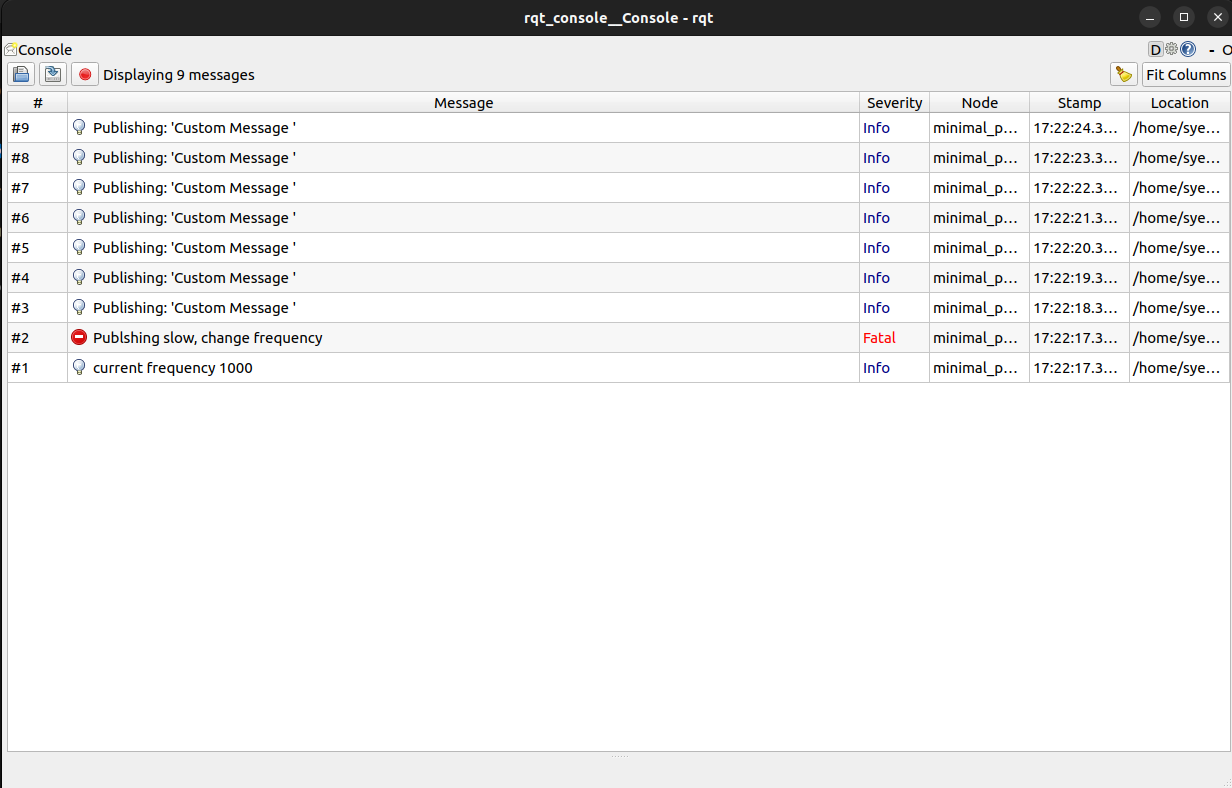 rqt_console__Console - rqt
Console D ? - O
Displaying 9 messages Fit Columns
# Message Severity Node Stamp Location
#9 Publishing: 'Custom Message ' Info minimal_p... 17:22:24.3... /home/sye...
#8 Publishing: 'Custom Message ' Info minimal_p... 17:22:23.3... /home/sye...
#7 Publishing: 'Custom Message ' Info minimal_p... 17:22:22.3... /home/sye...
#6 Publishing: 'Custom Message ' Info minimal_p... 17:22:21.3... /home/sye...
#5 Publishing: 'Custom Message ' Info minimal_p... 17:22:20.3... /home/sye...
#4 Publishing: 'Custom Message ' Info minimal_p... 17:22:19.3... /home/sye...
#3 Publishing: 'Custom Message ' Info minimal_p... 17:22:18.3... /home/sye...
#2 Publshing slow, change frequency Fatal minimal_p... 17:22:17.3... /home/sye...
#1 current frequency 1000 Info minimal_p... 17:22:17.3... /home/sye...